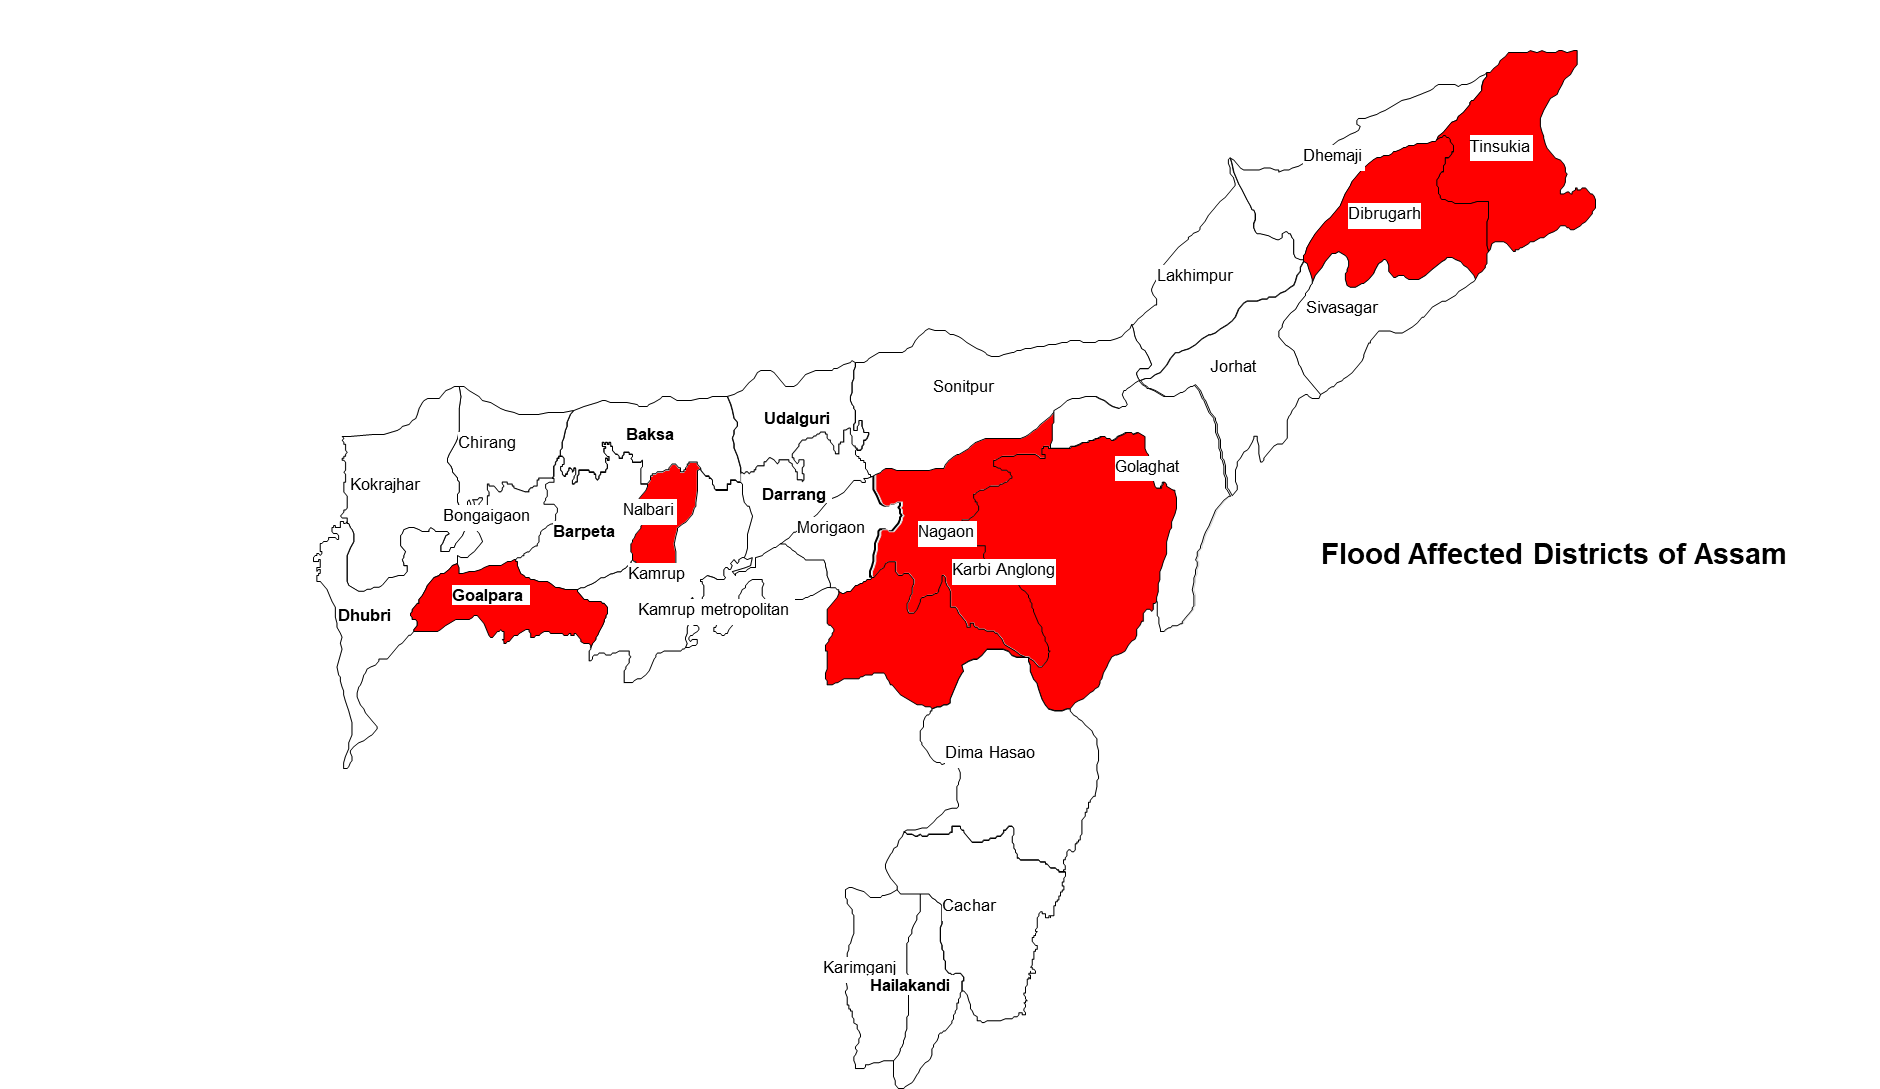 Tinsukia
Dhemaji
Dibrugarh
Lakhimpur
Sivasagar
Jorhat
Sonitpur
Udalguri
Baksa
Chirang
Golaghat
Kokrajhar
Darrang
Nalbari
Bongaigaon
Morigaon
Barpeta
Nagaon
Flood Affected Districts of Assam
Karbi Anglong
Kamrup
Goalpara
Kamrup metropolitan
Dhubri
Dima Hasao
Cachar
Karimganj
Hailakandi